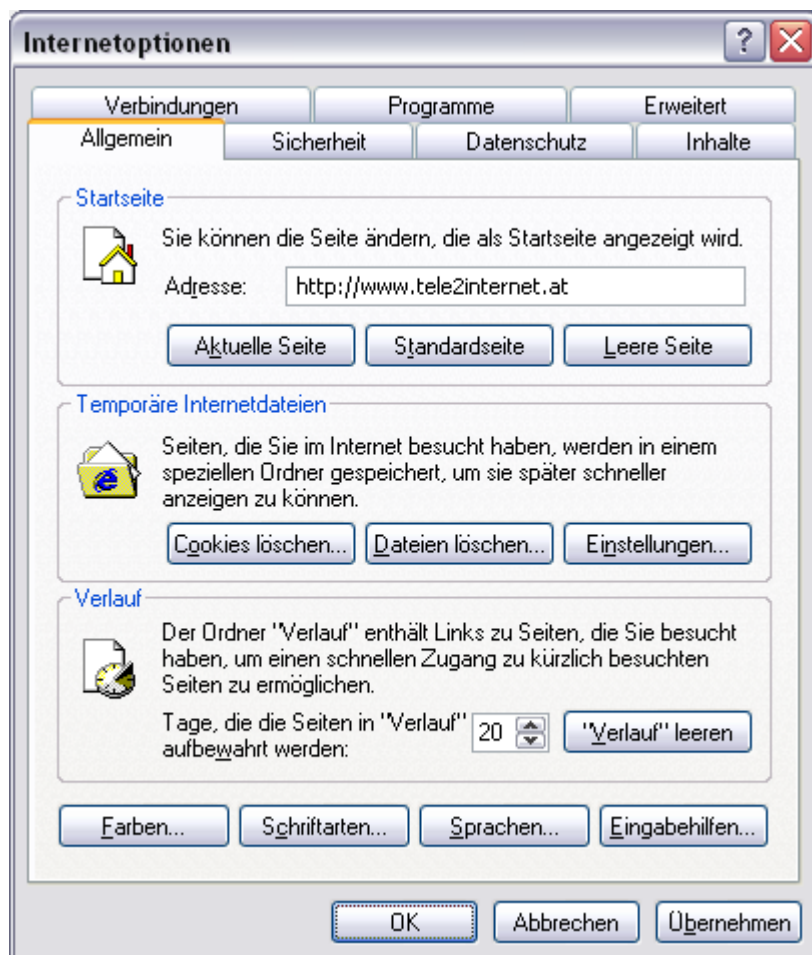 Internetoptionen
?
Verbindungen
Programme
Erweitert
Allgemein
Sicherheit
Datenschutz
Inhalte
Startseite
Sie können die Seite ändern, die als Startseite angezeigt wird.
Adresse:
http://www.tele2internet.at
Aktuelle Seite
Standardseite
Leere Seite
Temporäre Internetdateien
Seiten, die Sie im Internet besucht haben, werden in einem
speziellen Ordner gespeichert, um sie später schneller
anzeigen zu können.
Cookies löschen...
Dateien löschen...
Einstellungen...
Verlauf
Der Ordner "Verlauf" enthält Links zu Seiten, die Sie besucht
haben, um einen schnellen Zugang zu kürzlich besuchten
Seiten zu ermöglichen.
Tage, die die Seiten in "Verlauf"
aufbewahrt werden:
20
"Verlauf" leeren
Farben...
Schriftarten...
Sprachen...
Eingabehilfen...
OK
Abbrechen
Übernehmen